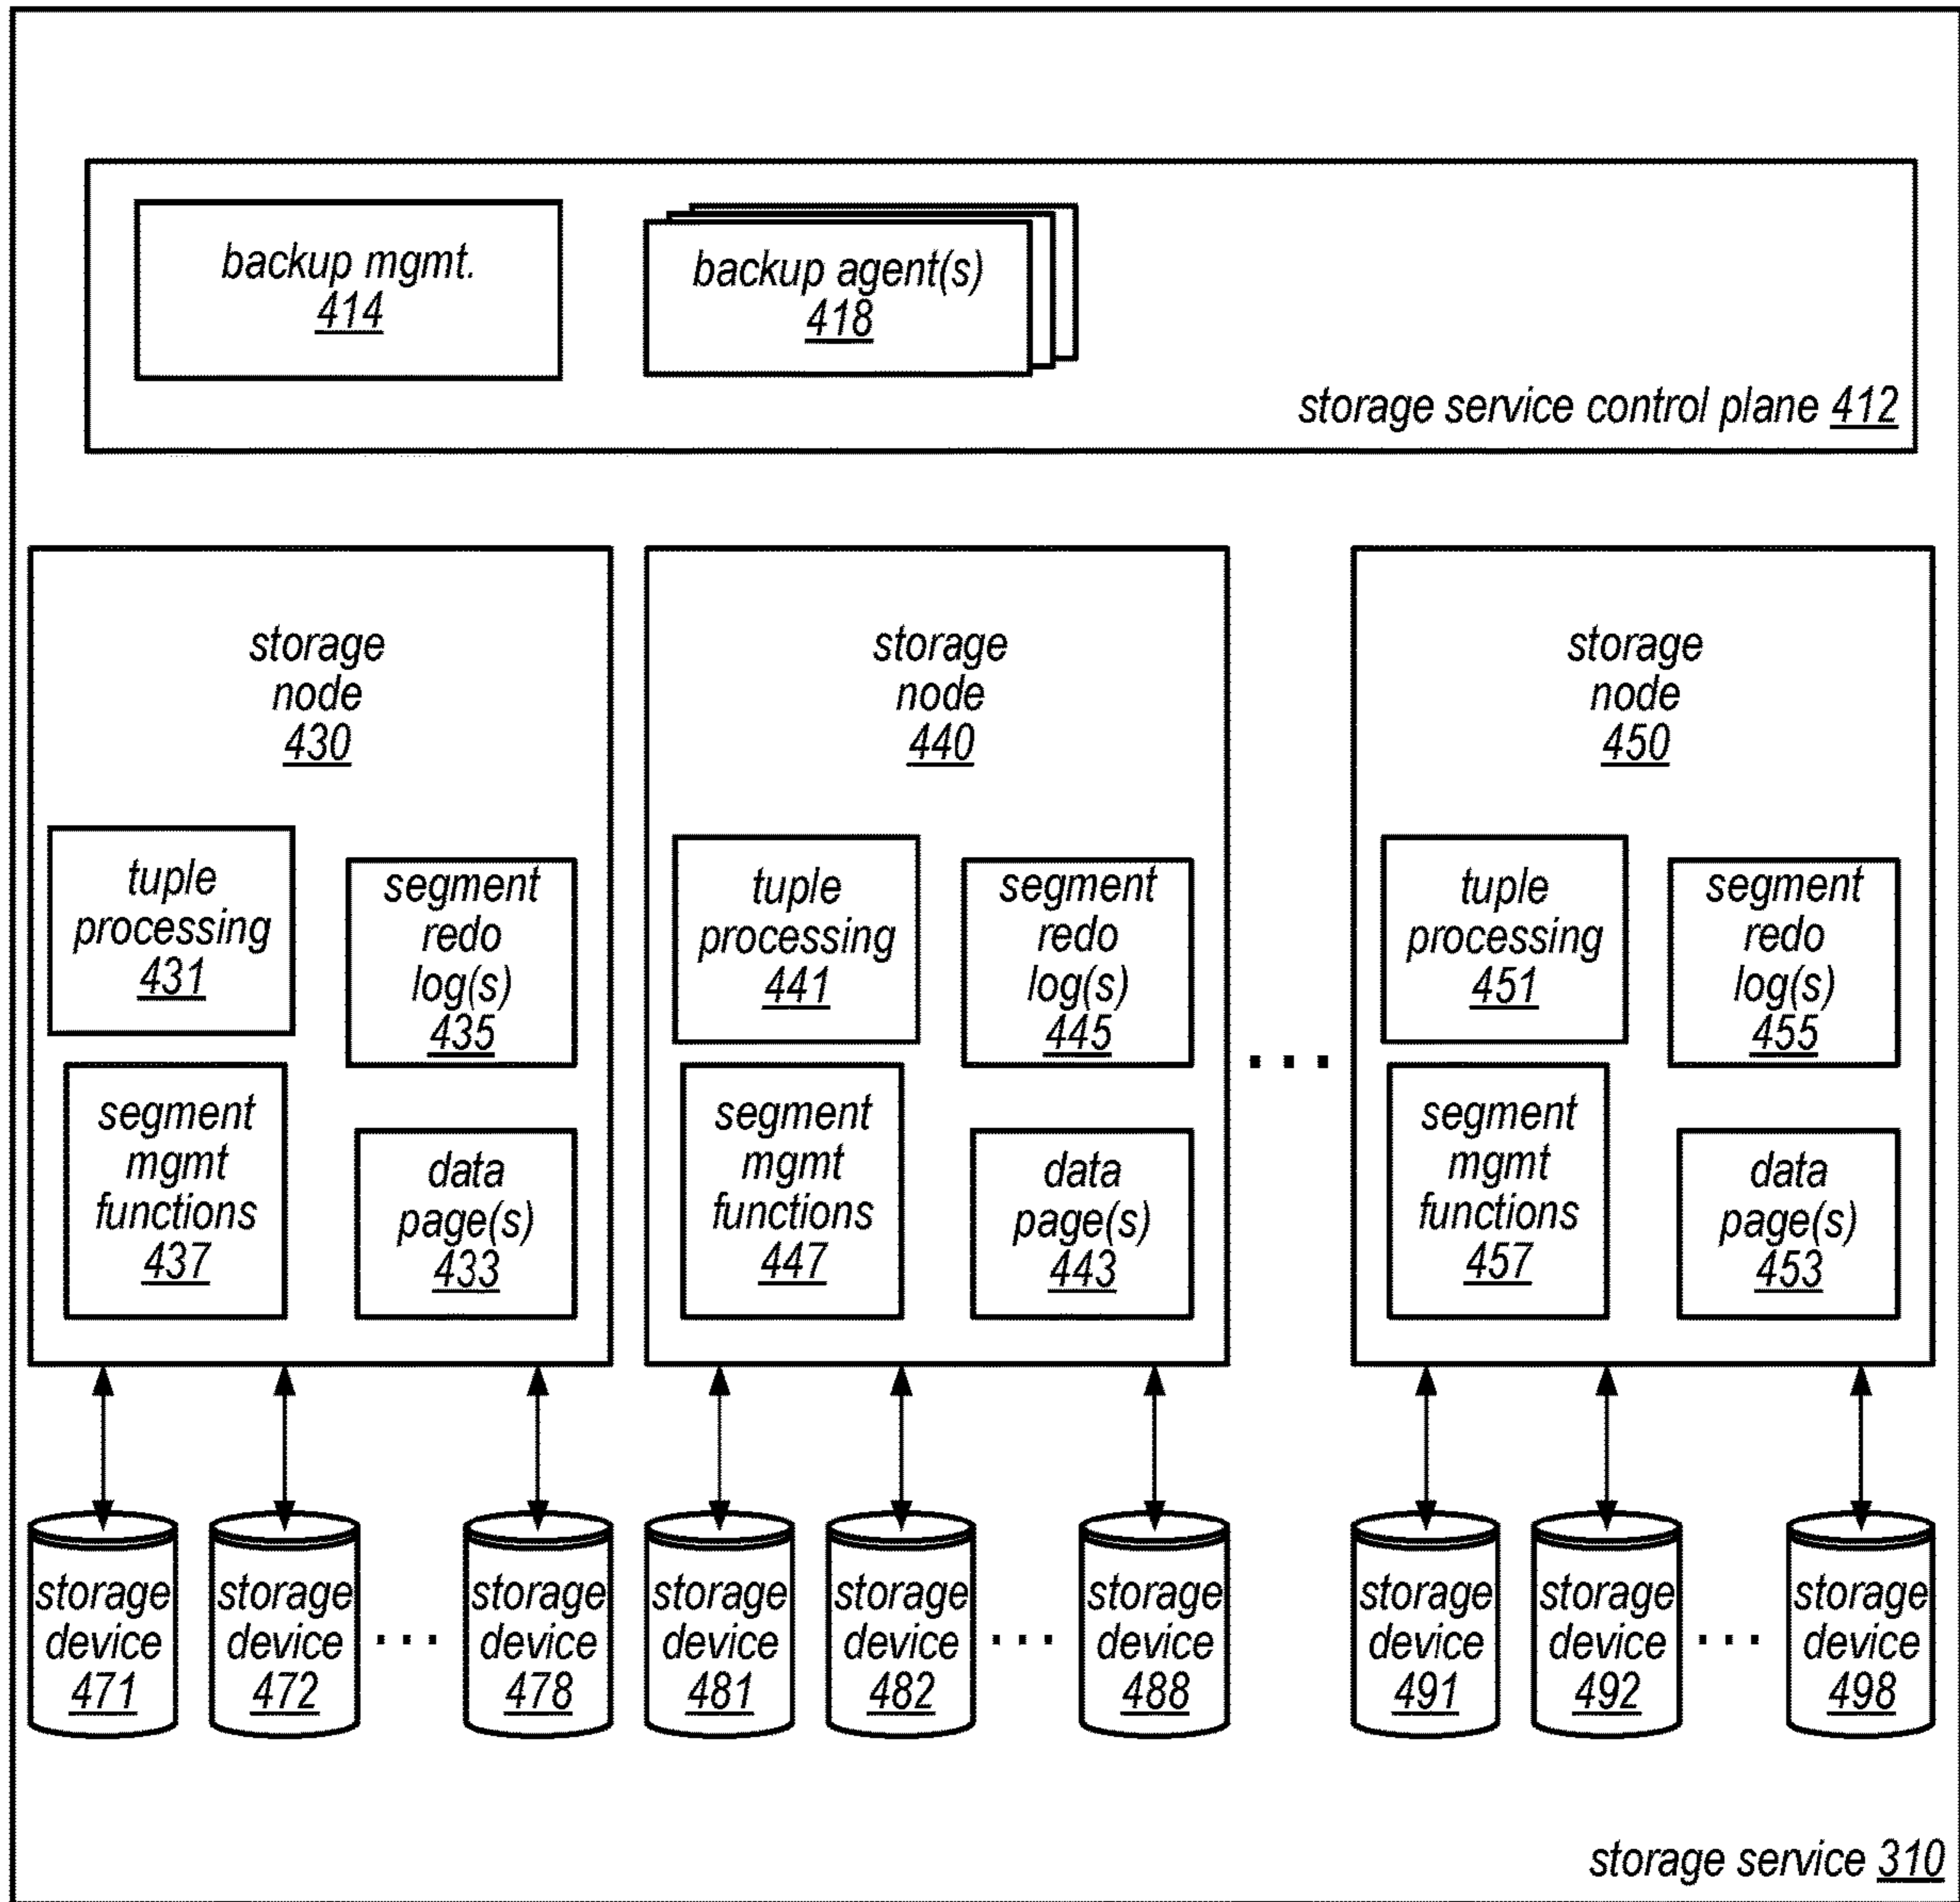 backup mgmt.
414
backup agent(s)
418
storage service control plane 412
storage
node
430
tuple
processing
431
segment
redo
log(s)
435
segment
mgmt
functions
437
data
page(s)
433
storage
node
440
tuple
processing
441
segment
redo
log(s)
445
segment
mgmt
functions
447
data
page(s)
443
...
storage
node
450
tuple
processing
451
segment
redo
log(s)
455
segment
mgmt
functions
457
data
page(s)
453
storage
device
471
storage
device
472
...
storage
device
478
storage
device
481
storage
device
482
...
storage
device
488
storage
device
491
storage
device
492
...
storage
device
498
storage service 310